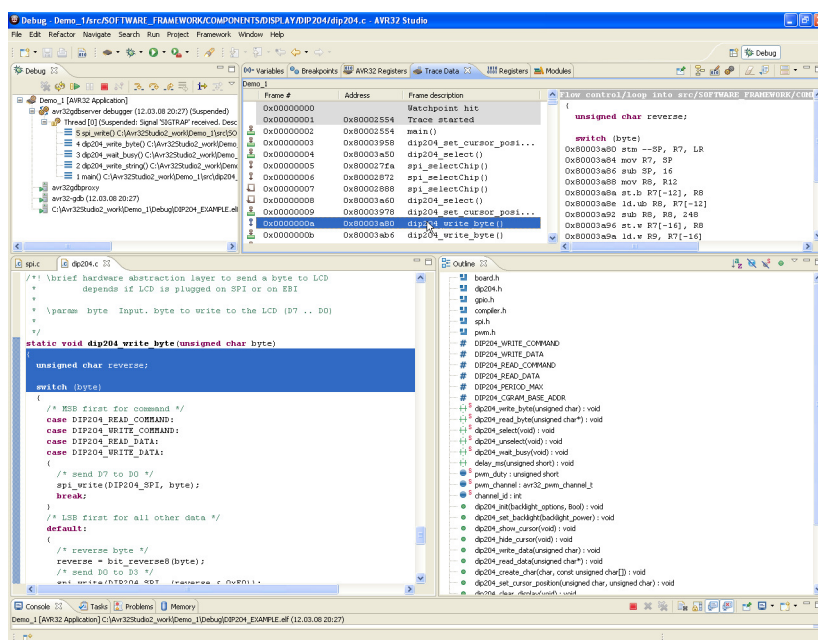 Debug - Demo_1/src/SOFTWARE_FRAMEWORK/COMPONENTS/DISPLAY/DIP204/dip204.c - AVR32 Studio
File Edit Refactor Navigate Search Run Project Framework Window Help
Debug
Debug
Demo_1 [AVR32 Application]
avr32gdbserver debugger (12.03.08 20:27) (Suspended)
Thread [0] (Suspended: Signal 'SIGTRAP' received. Desc
5 spi_write() C:\Avr32Studio2_work\Demo_1\src\SO
4 dip204_write_byte() C:\Avr32Studio2_work\Demo_
3 dip204_wait_busy() C:\Avr32Studio2_work\Demo_
2 dip204_write_string() C:\Avr32Studio2_work\Demo
1 main() C:\Avr32Studio2_work\Demo_1\src\dip204_
avr32gdbproxy
avr32-gdb (12.03.08 20:27)
C:\Avr32Studio2_work\Demo_1\Debug\DIP204_EXAMPLE.elf
(x)= Variables Breakpoints AVR32 Registers Trace Data Registers Modules
Demo_1
Frame # Address Frame description
0x00000000 Watchpoint hit
0x00000001 0x80002554 Trace started
0x00000002 0x80002554 main()
0x00000003 0x80003958 dip204_set_cursor_posi...
0x00000004 0x80003a50 dip204_select()
0x00000005 0x800027fa spi_selectChip()
0x00000006 0x80002872 spi_selectChip()
0x00000007 0x80002888 spi_selectChip()
0x00000008 0x80003a60 dip204_select()
0x00000009 0x80003978 dip204_set_cursor_posi...
0x0000000a 0x80003a80 dip204_write_byte()
0x0000000b 0x80003ab6 dip204_write_byte()
Flow control/loop into src/SOFTWARE_FRAMEWORK/COM
{
unsigned char reverse;
switch (byte)
0x80003a80 stm --SP, R7, LR
0x80003a84 mov R7, SP
0x80003a86 sub SP, 16
0x80003a88 mov R8, R12
0x80003a8a st.b R7[-12], R8
0x80003a8e ld.ub R8, R7[-12]
0x80003a92 sub R8, R8, 248
0x80003a96 st.w R7[-16], R8
0x80003a9a ld.w R9, R7[-16]
spi.c dip204.c
/*! \brief hardware abstraction layer to send a byte to LCD
* depends if LCD is plugged on SPI or on EBI
*
* \param byte Input. byte to write to the LCD (D7 .. D0)
*
*/
static void dip204_write_byte(unsigned char byte)
{
unsigned char reverse;
switch (byte)
{
/* MSB first for command */
case DIP204_READ_COMMAND:
case DIP204_WRITE_COMMAND:
case DIP204_READ_DATA:
case DIP204_WRITE_DATA:
{
/* send D7 to D0 */
spi_write(DIP204_SPI, byte);
break;
}
/* LSB first for all other data */
default:
{
/* reverse byte */
reverse = bit_reverse8(byte);
/* send D0 to D3 */
spi_write(DIP204_SPI, (reverse & 0xF0));
Outline
board.h
dip204.h
gpio.h
compiler.h
spi.h
pwm.h
# DIP204_WRITE_COMMAND
# DIP204_WRITE_DATA
# DIP204_READ_COMMAND
# DIP204_READ_DATA
# DIP204_PERIOD_MAX
# DIP204_CGRAM_BASE_ADDR
dip204_write_byte(unsigned char) : void
dip204_read_byte(unsigned char*) : void
dip204_select(void) : void
dip204_unselect(void) : void
dip204_wait_busy(void) : void
delay_ms(unsigned short) : void
pwm_duty : unsigned short
pwm_channel : avr32_pwm_channel_t
channel_id : int
dip204_init(backlight_options, Bool) : void
dip204_set_backlight(backlight_power) : void
dip204_show_cursor(void) : void
dip204_hide_cursor(void) : void
dip204_write_data(unsigned char) : void
dip204_read_data(unsigned char*) : void
dip204_create_char(char, const unsigned char[]) : void
dip204_set_cursor_position(unsigned char, unsigned char) : void
dip204_clear_display(void) : void
Console Tasks Problems Memory
Demo_1 [AVR32 Application] C:\Avr32Studio2_work\Demo_1\Debug\DIP204_EXAMPLE.elf (12.03.08 20:27)